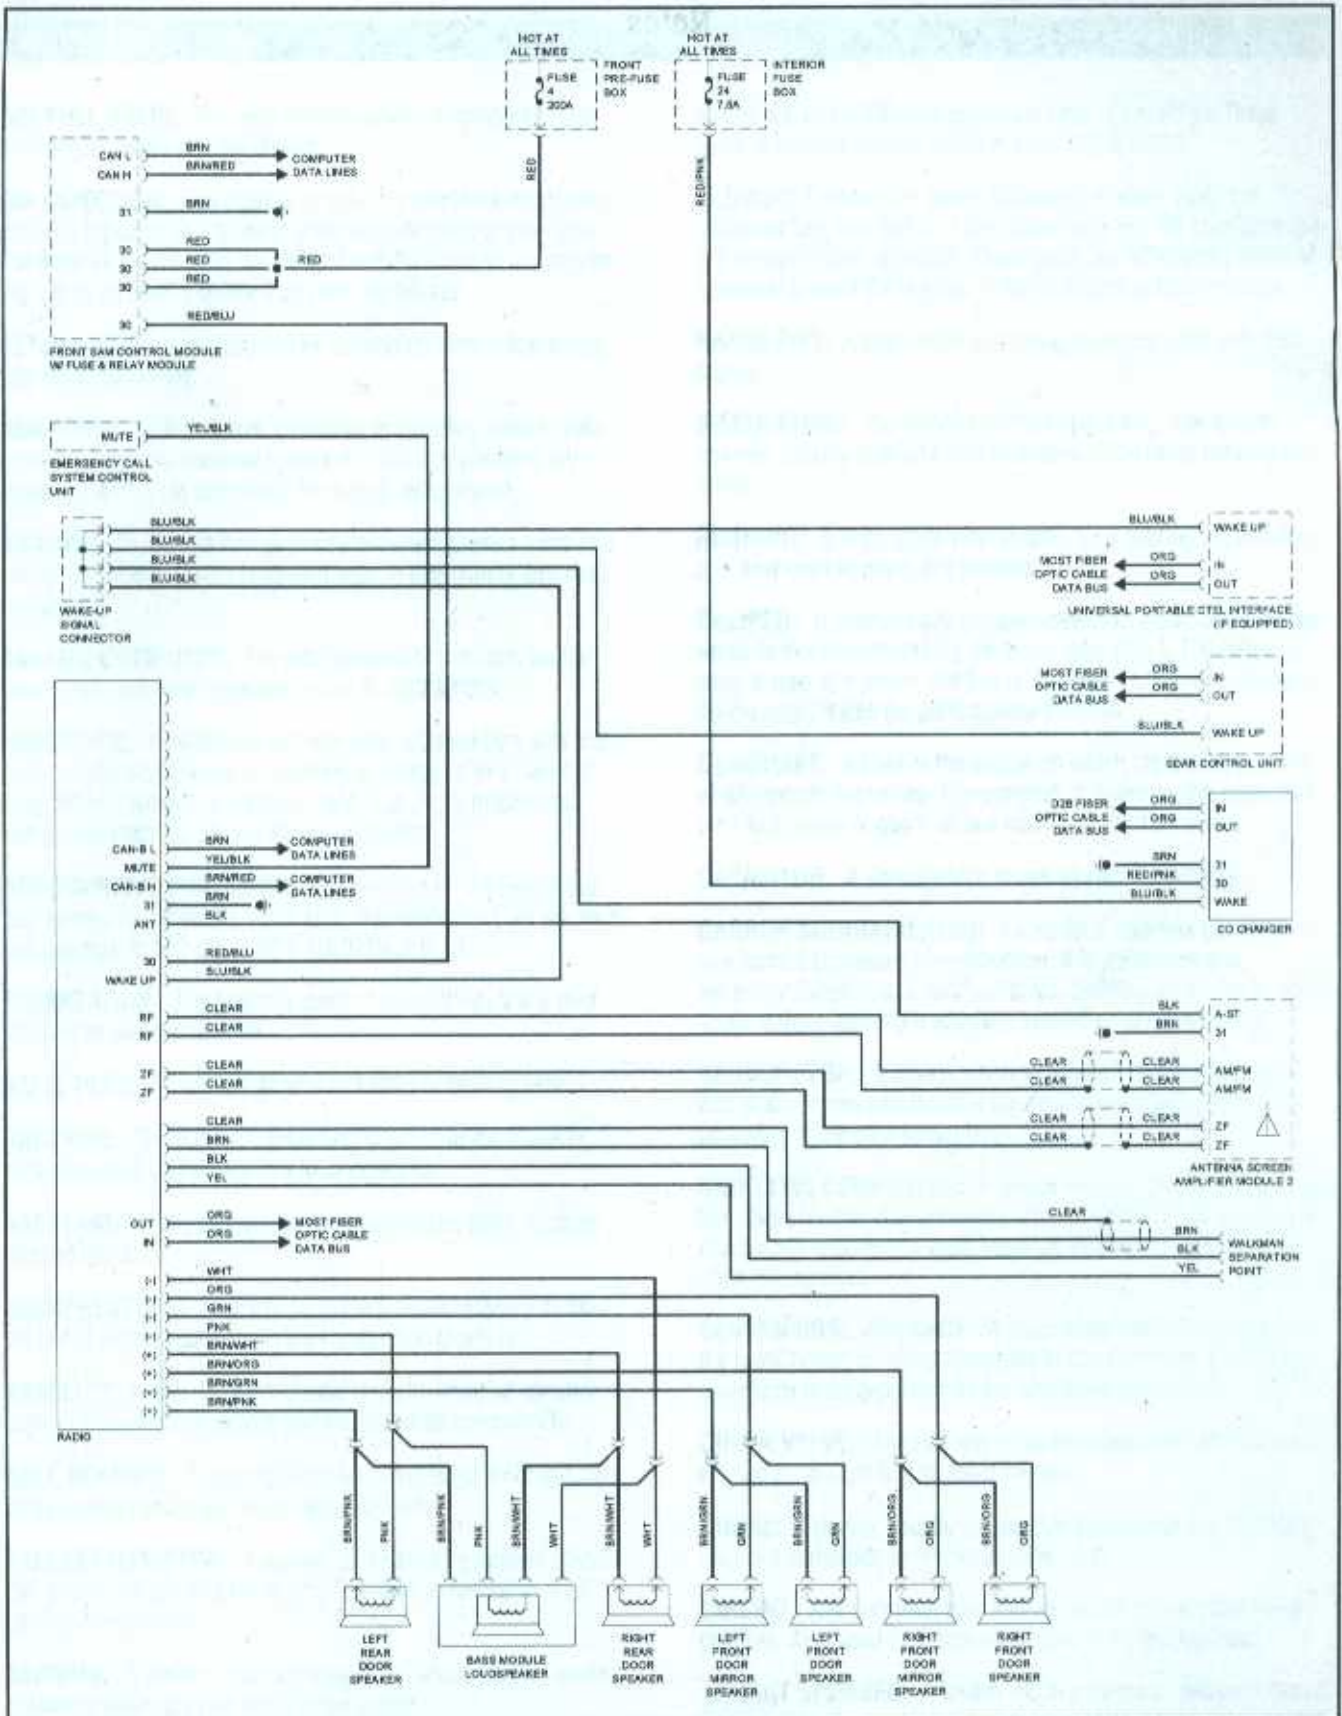 HOT AT
ALL TIMES
HOT AT
ALL TIMES
FUSE
4
200A
FRONT
PRE-FUSE
BOX
FUSE
24
7.5A
INTERIOR
FUSE
BOX
RED
RED/PNK
CAN L
BRN
CAN H
BRN/RED
COMPUTER
DATA LINES
31
BRN
30
RED
30
RED
RED
30
RED
30
RED/BLU
FRONT SAM CONTROL MODULE
W/ FUSE & RELAY MODULE
MUTE
YEL/BLK
EMERGENCY CALL
SYSTEM CONTROL
UNIT
BLU/BLK
BLU/BLK
BLU/BLK
BLU/BLK
WAKE-UP
SIGNAL
CONNECTOR
BLU/BLK
WAKE UP
MOST FIBER
OPTIC CABLE
DATA BUS
ORG
IN
ORG
OUT
UNIVERSAL PORTABLE CTEL INTERFACE
(IF EQUIPPED)
MOST FIBER
OPTIC CABLE
DATA BUS
ORG
IN
ORG
OUT
BLU/BLK
WAKE UP
SDAR CONTROL UNIT
D2B FIBER
OPTIC CABLE
DATA BUS
ORG
IN
ORG
OUT
BRN
31
RED/PNK
30
BLU/BLK
WAKE
CD CHANGER
CAN-B L
BRN
COMPUTER
DATA LINES
MUTE
YEL/BLK
CAN-B H
BRN/RED
COMPUTER
DATA LINES
31
BRN
ANT
BLK
30
RED/BLU
WAKE UP
BLU/BLK
RF
CLEAR
RF
CLEAR
ZF
CLEAR
ZF
CLEAR
CLEAR
BRN
BLK
YEL
OUT
ORG
IN
ORG
MOST FIBER
OPTIC CABLE
DATA BUS
(-)
WHT
(-)
ORG
(-)
GRN
(-)
PNK
(+)
BRN/WHT
(+)
BRN/ORG
(+)
BRN/GRN
(+)
BRN/PNK
RADIO
BLK
A-ST
BRN
31
CLEAR
CLEAR
AM/FM
CLEAR
CLEAR
AM/FM
CLEAR
CLEAR
ZF
CLEAR
CLEAR
ZF
ANTENNA SCREEN
AMPLIFIER MODULE 2
CLEAR
BRN
BLK
YEL
WALKMAN
SEPARATION
POINT
BRN/PNK
PNK
BRN/PNK
PNK
BRN/WHT
WHT
BRN/WHT
WHT
BRN/GRN
GRN
BRN/GRN
GRN
BRN/ORG
ORG
BRN/ORG
ORG
LEFT
REAR
DOOR
SPEAKER
BASS MODULE
LOUDSPEAKER
RIGHT
REAR
DOOR
SPEAKER
LEFT
FRONT
DOOR
MIRROR
SPEAKER
LEFT
FRONT
DOOR
SPEAKER
RIGHT
FRONT
DOOR
MIRROR
SPEAKER
RIGHT
FRONT
DOOR
SPEAKER